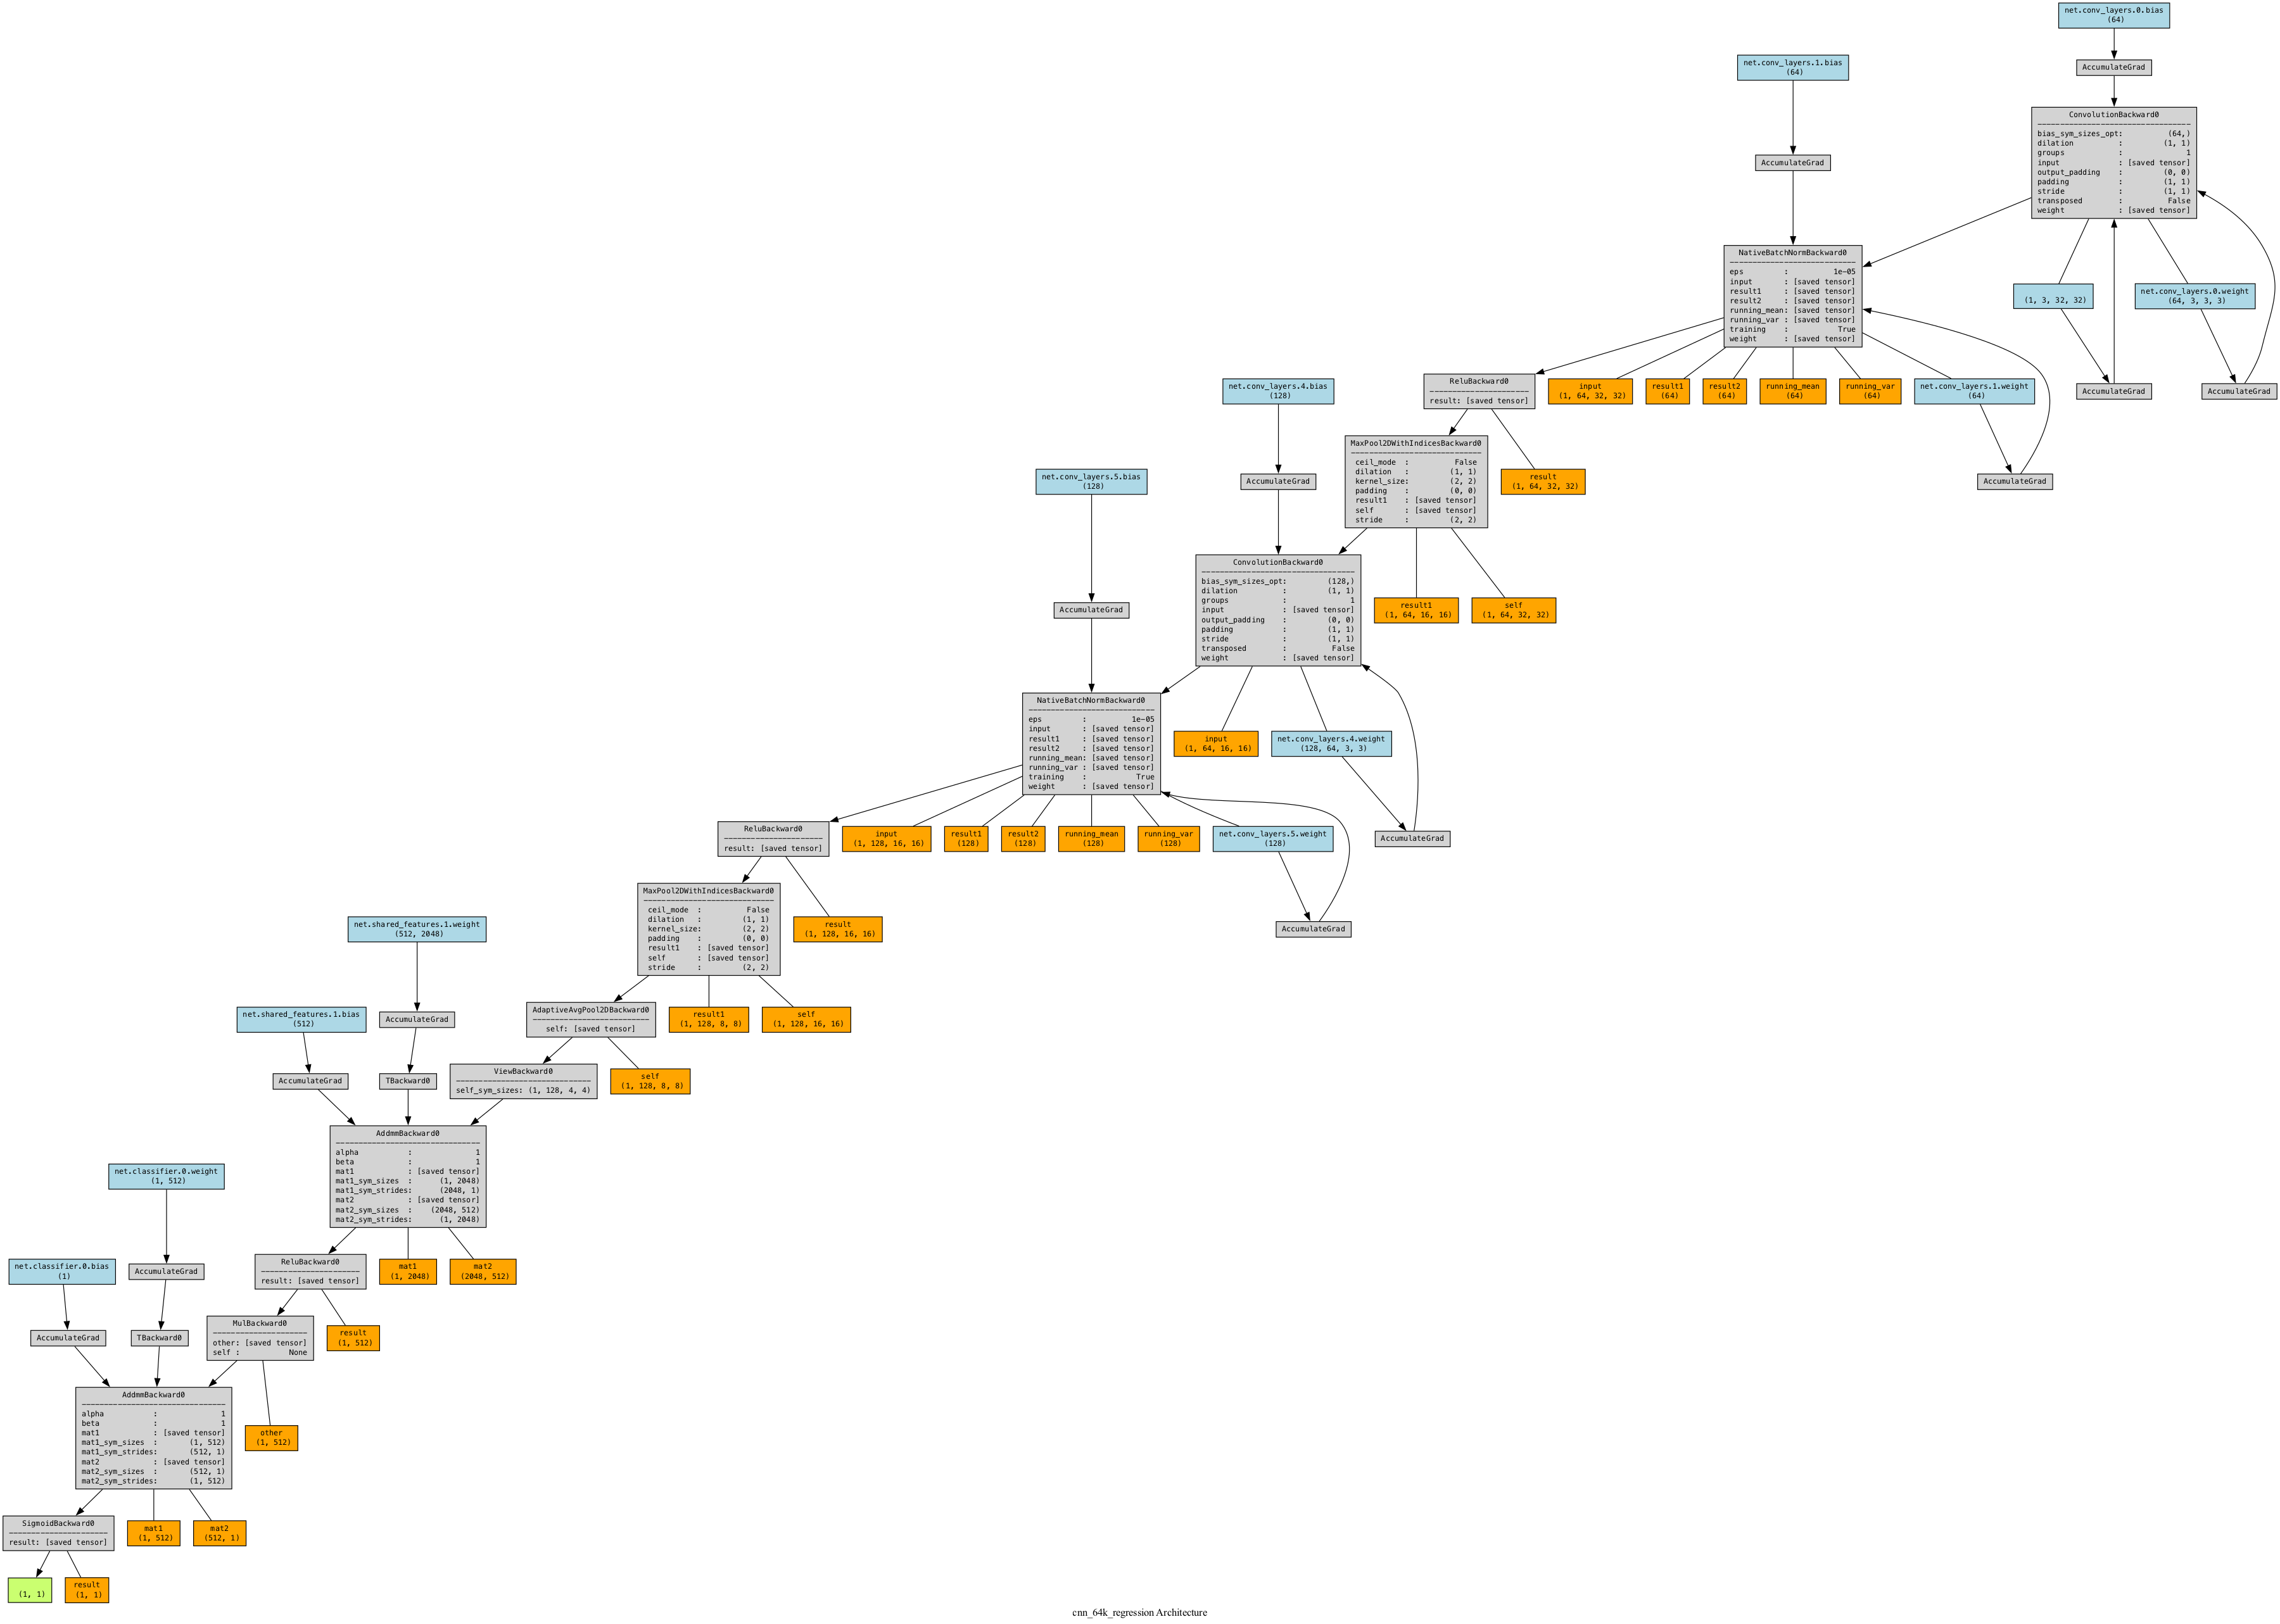 net.conv_layers.0.bias
(64)
AccumulateGrad
net.conv_layers.1.bias
(64)
AccumulateGrad
ConvolutionBackward0
----------------------------------
bias_sym_sizes_opt: (64,)
dilation : (1, 1)
groups : 1
input : [saved tensor]
output_padding : (0, 0)
padding : (1, 1)
stride : (1, 1)
transposed : False
weight : [saved tensor]
NativeBatchNormBackward0
----------------------------
eps : 1e-05
input : [saved tensor]
result1 : [saved tensor]
result2 : [saved tensor]
running_mean: [saved tensor]
running_var : [saved tensor]
training : True
weight : [saved tensor]
(1, 3, 32, 32)
net.conv_layers.0.weight
(64, 3, 3, 3)
AccumulateGrad
AccumulateGrad
ReluBackward0
----------------------
result: [saved tensor]
input
(1, 64, 32, 32)
result1
(64)
result2
(64)
running_mean
(64)
running_var
(64)
net.conv_layers.1.weight
(64)
AccumulateGrad
net.conv_layers.4.bias
(128)
AccumulateGrad
MaxPool2DWithIndicesBackward0
-----------------------------
ceil_mode : False
dilation : (1, 1)
kernel_size: (2, 2)
padding : (0, 0)
result1 : [saved tensor]
self : [saved tensor]
stride : (2, 2)
result
(1, 64, 32, 32)
net.conv_layers.5.bias
(128)
AccumulateGrad
ConvolutionBackward0
----------------------------------
bias_sym_sizes_opt: (128,)
dilation : (1, 1)
groups : 1
input : [saved tensor]
output_padding : (0, 0)
padding : (1, 1)
stride : (1, 1)
transposed : False
weight : [saved tensor]
result1
(1, 64, 16, 16)
self
(1, 64, 32, 32)
NativeBatchNormBackward0
----------------------------
eps : 1e-05
input : [saved tensor]
result1 : [saved tensor]
result2 : [saved tensor]
running_mean: [saved tensor]
running_var : [saved tensor]
training : True
weight : [saved tensor]
input
(1, 64, 16, 16)
net.conv_layers.4.weight
(128, 64, 3, 3)
AccumulateGrad
ReluBackward0
----------------------
result: [saved tensor]
input
(1, 128, 16, 16)
result1
(128)
result2
(128)
running_mean
(128)
running_var
(128)
net.conv_layers.5.weight
(128)
AccumulateGrad
MaxPool2DWithIndicesBackward0
-----------------------------
ceil_mode : False
dilation : (1, 1)
kernel_size: (2, 2)
padding : (0, 0)
result1 : [saved tensor]
self : [saved tensor]
stride : (2, 2)
result
(1, 128, 16, 16)
net.shared_features.1.weight
(512, 2048)
AccumulateGrad
TBackward0
net.shared_features.1.bias
(512)
AccumulateGrad
AdaptiveAvgPool2DBackward0
--------------------------
self: [saved tensor]
result1
(1, 128, 8, 8)
self
(1, 128, 16, 16)
ViewBackward0
------------------------------
self_sym_sizes: (1, 128, 4, 4)
self
(1, 128, 8, 8)
AddmmBackward0
--------------------------------
alpha : 1
beta : 1
mat1 : [saved tensor]
mat1_sym_sizes : (1, 2048)
mat1_sym_strides: (2048, 1)
mat2 : [saved tensor]
mat2_sym_sizes : (2048, 512)
mat2_sym_strides: (1, 2048)
net.classifier.0.weight
(1, 512)
AccumulateGrad
TBackward0
net.classifier.0.bias
(1)
AccumulateGrad
ReluBackward0
----------------------
result: [saved tensor]
mat1
(1, 2048)
mat2
(2048, 512)
MulBackward0
---------------------
other: [saved tensor]
self : None
result
(1, 512)
AddmmBackward0
--------------------------------
alpha : 1
beta : 1
mat1 : [saved tensor]
mat1_sym_sizes : (1, 512)
mat1_sym_strides: (512, 1)
mat2 : [saved tensor]
mat2_sym_sizes : (512, 1)
mat2_sym_strides: (1, 512)
other
(1, 512)
SigmoidBackward0
----------------------
result: [saved tensor]
mat1
(1, 512)
mat2
(512, 1)
(1, 1)
result
(1, 1)
cnn_64k_regression Architecture